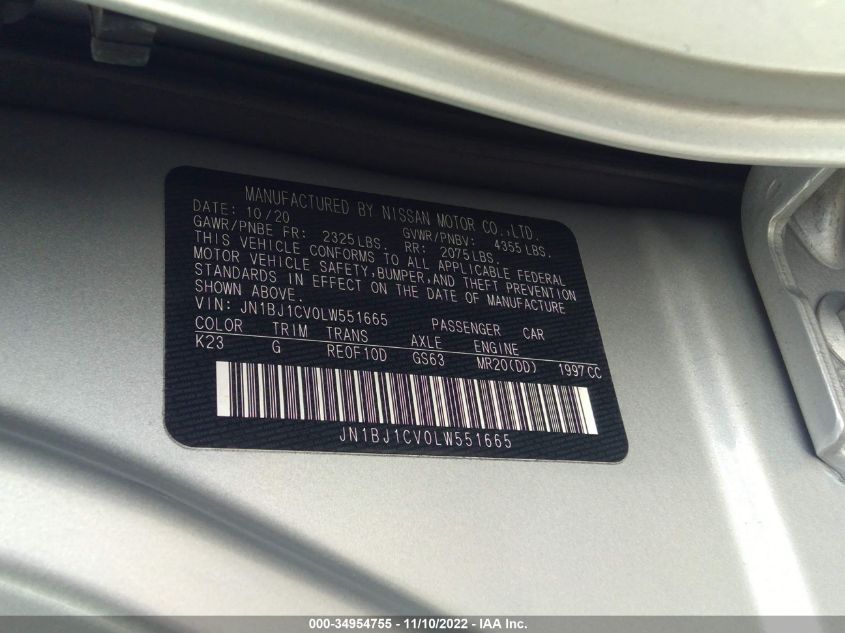 MANUFACTURED BY NISSAN MOTOR CO.,LTD.
DATE: 10/20
GAWR/PNBE FR: 2325LBS. GVWR/PNBV: 4355LBS.
RR: 2075LBS.
THIS VEHICLE CONFORMS TO ALL APPLICABLE FEDERAL
MOTOR VEHICLE SAFETY,BUMPER,AND THEFT PREVENTION
STANDARDS IN EFFECT ON THE DATE OF MANUFACTURE
SHOWN ABOVE.
VIN: JN1BJ1CV0LW551665 PASSENGER CAR
COLOR TRIM TRANS AXLE ENGINE
K23 G RE0F10D GS63 MR20(DD) 1997CC
JN1BJ1CV0LW551665
000-34954755 - 11/10/2022 - IAA Inc.